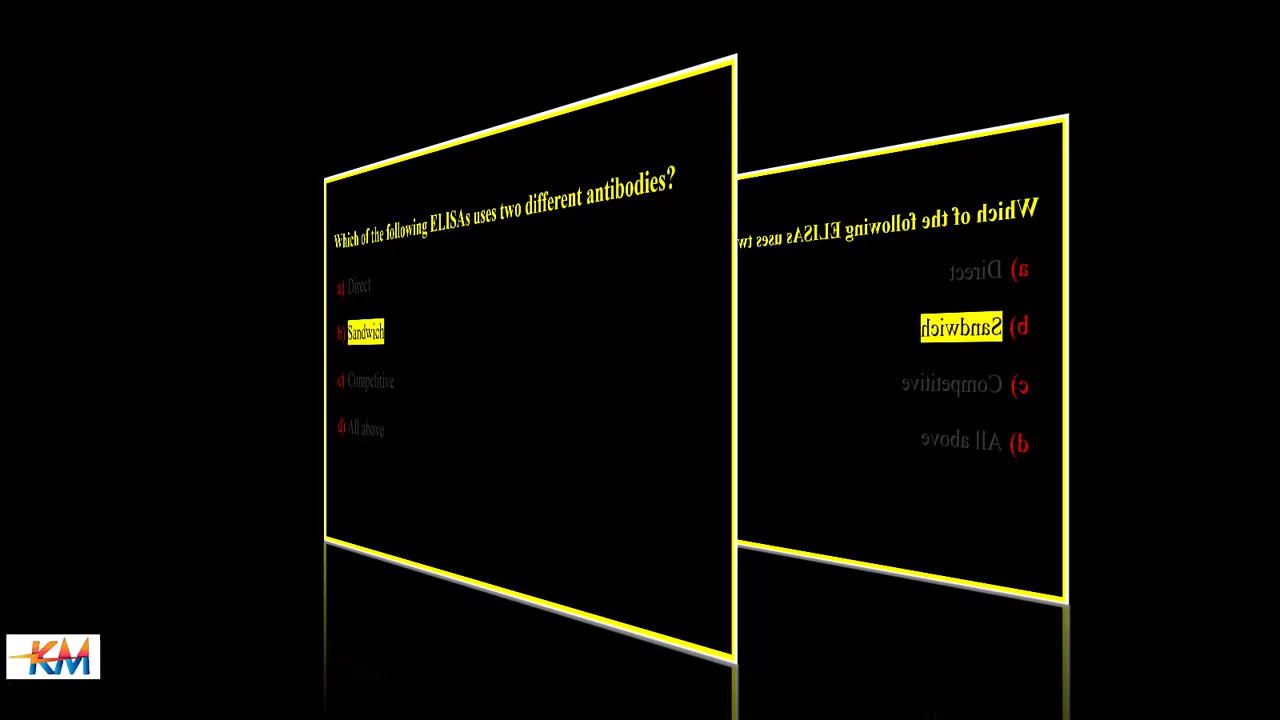 Which of the following ELISAs uses two different antibodies?
a) Direct
b) Sandwich
c) Competitive
d) All above
Which of the following ELISAs uses tw
a) Direct
b) Sandwich
c) Competitive
d) All above
KM